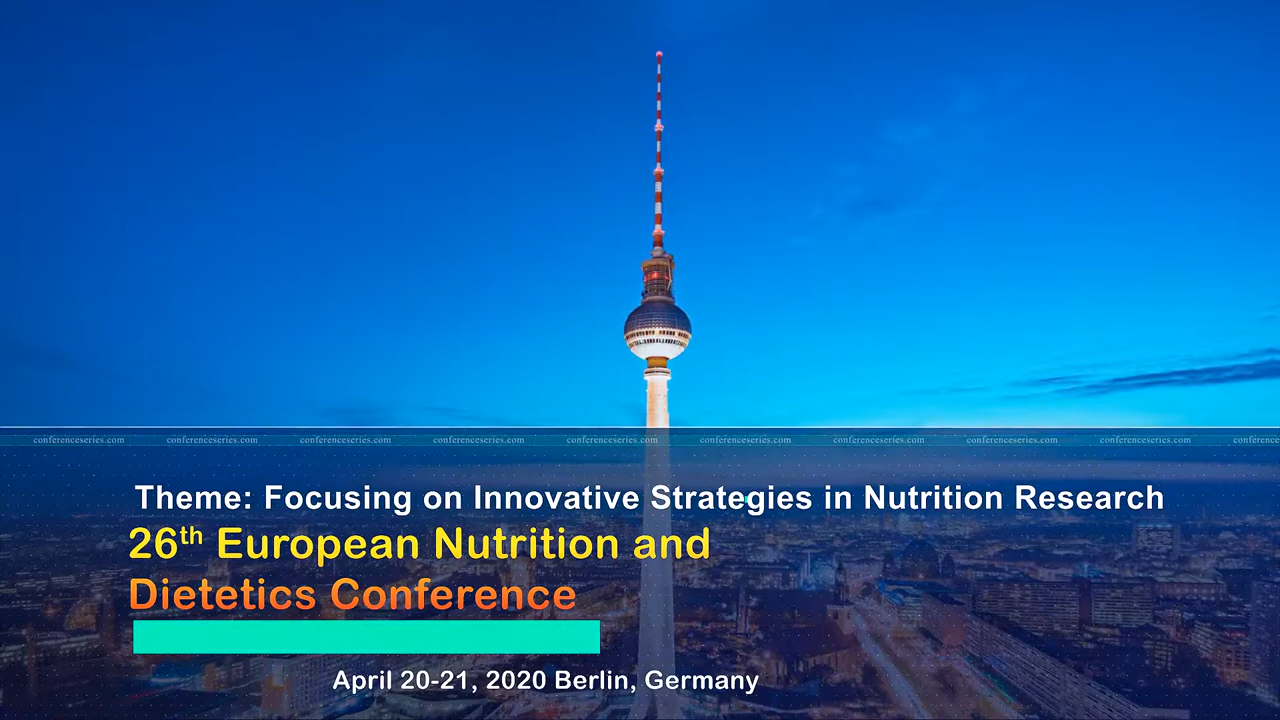 conferenceseries.com conferenceseries.com conferenceseries.com conferenceseries.com conferenceseries.com conferenceseries.com conferenceseries.com conferenceseries.com conferenceseries.com conference
Theme: Focusing on Innovative Strategies in Nutrition Research
26th European Nutrition and
Dietetics Conference
April 20-21, 2020 Berlin, Germany